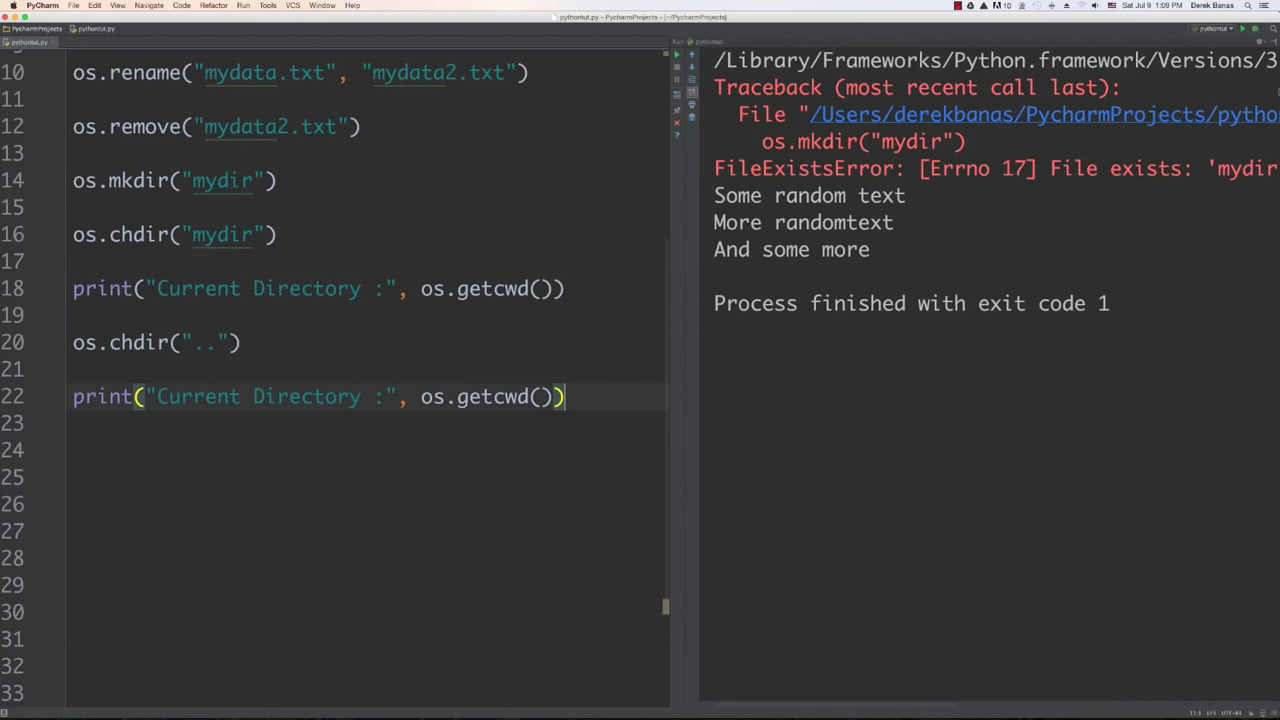 PyCharm File Edit View Navigate Code Refactor Run Tools VCS Window Help 10 Sat Jul 9 1:09 PM Derek Banas
pythontut.py - PycharmProjects - [~/PycharmProjects]
PycharmProjects pythontut.py pythontut
pythontut.py
Run pythontut
10 os.rename("mydata.txt", "mydata2.txt")
11
12 os.remove("mydata2.txt")
13
14 os.mkdir("mydir")
15
16 os.chdir("mydir")
17
18 print("Current Directory :", os.getcwd())
19
20 os.chdir("..")
21
22 print("Current Directory :", os.getcwd())
23
24
25
26
27
28
29
30
31
32
33
/Library/Frameworks/Python.framework/Versions/3
Traceback (most recent call last):
File "/Users/derekbanas/PycharmProjects/pytho
os.mkdir("mydir")
FileExistsError: [Errno 17] File exists: 'mydir
Some random text
More randomtext
And some more
Process finished with exit code 1